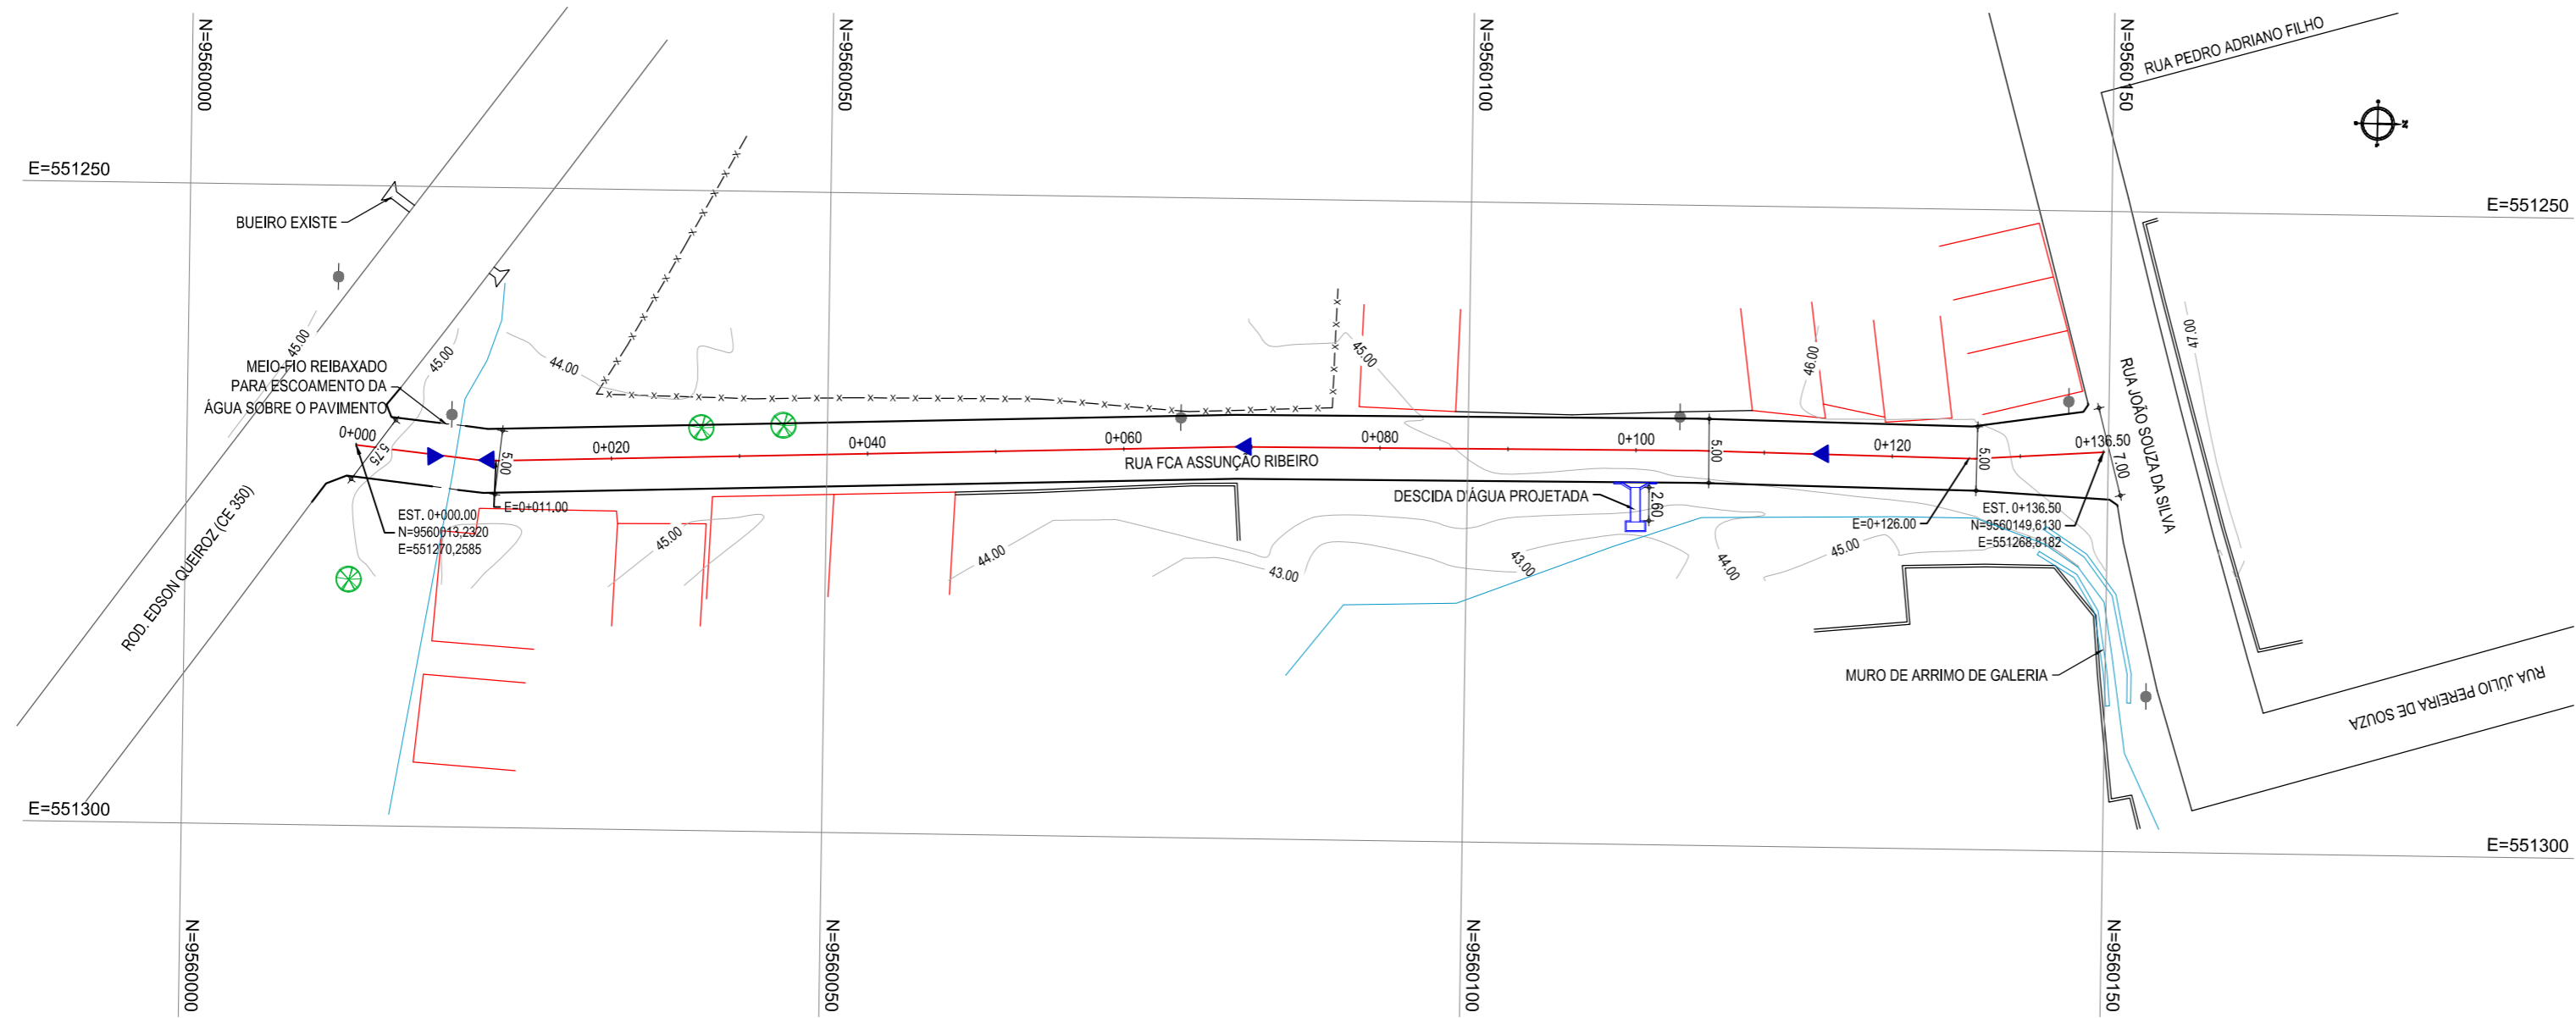 N=9560000
N=9560050
N=9560100
N=9560150
RUA PEDRO ADRIANO FILHO
N
E=551250
E=551250
BUEIRO EXISTE
45.00
45.00
44.00
45.00
46.00
47.00
MEIO-FIO REIBAXADO
PARA ESCOAMENTO DA
ÁGUA SOBRE O PAVIMENTO
0+000
0+020
0+040
0+060
0+080
0+100
0+120
0+136.50
5.75
5.00
5.00
5.00
7.00
RUA FCA ASSUNÇÃO RIBEIRO
RUA JOÃO SOUZA DA SILVA
ROD. EDSON QUEIROZ (CE 350)
E=0+011.00
EST. 0+000.00
N=9560013,2320
E=551270,2585
DESCIDA D'ÁGUA PROJETADA
2.60
E=0+126.00
EST. 0+136.50
N=9560149,6130
E=551268,8182
45.00
44.00
43.00
43.00
44.00
45.00
MURO DE ARRIMO DE GALERIA
RUA JÚLIO PEREIRA DE SOUZA
E=551300
E=551300
N=9560000
N=9560050
N=9560100
N=9560150